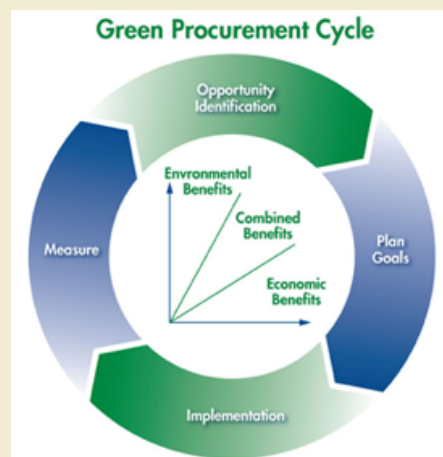 Green Procurement Cycle
Opportunity
Identification
Envronmental
Benefits
Combined
Benefits
Economic
Benefits
Measure
Plan
Goals
Implementation